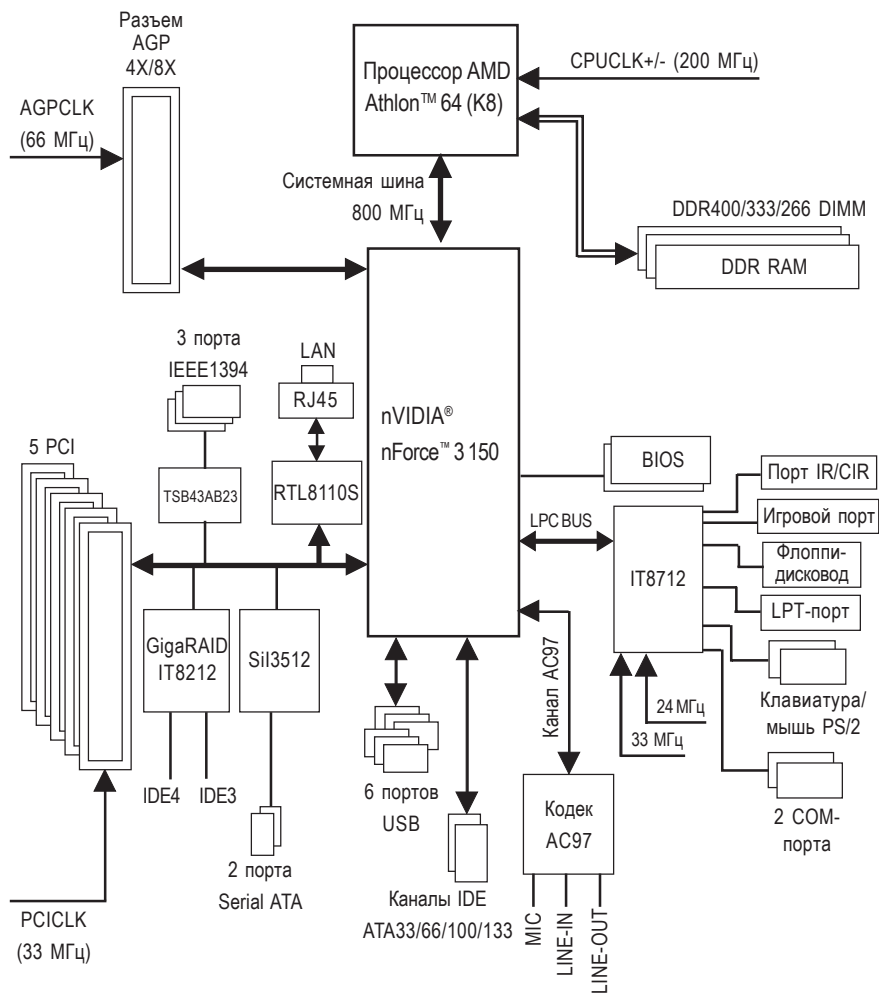 Разъем
AGP
4X/8X
AGPCLK
(66 МГц)
Процессор AMD
Athlon™ 64 (K8)
CPUCLK+/- (200 МГц)
Системная шина
800 МГц
DDR400/333/266 DIMM
DDR RAM
3 порта
IEEE1394
LAN
RJ45
nVIDIA®
nForce™ 3 150
5 PCI
TSB43AB23
RTL8110S
BIOS
LPC BUS
IT8712
Порт IR/CIR
Игровой порт
Флоппи-
дисковод
LPT-порт
Клавиатура/
мышь PS/2
24 МГц
33 МГц
2 COM-
порта
GigaRAID
IT8212
SiI3512
IDE4
IDE3
2 порта
Serial ATA
6 портов
USB
Каналы IDE
ATA33/66/100/133
Канал AC97
Кодек
AC97
MIC
LINE-IN
LINE-OUT
PCICLK
(33 МГц)